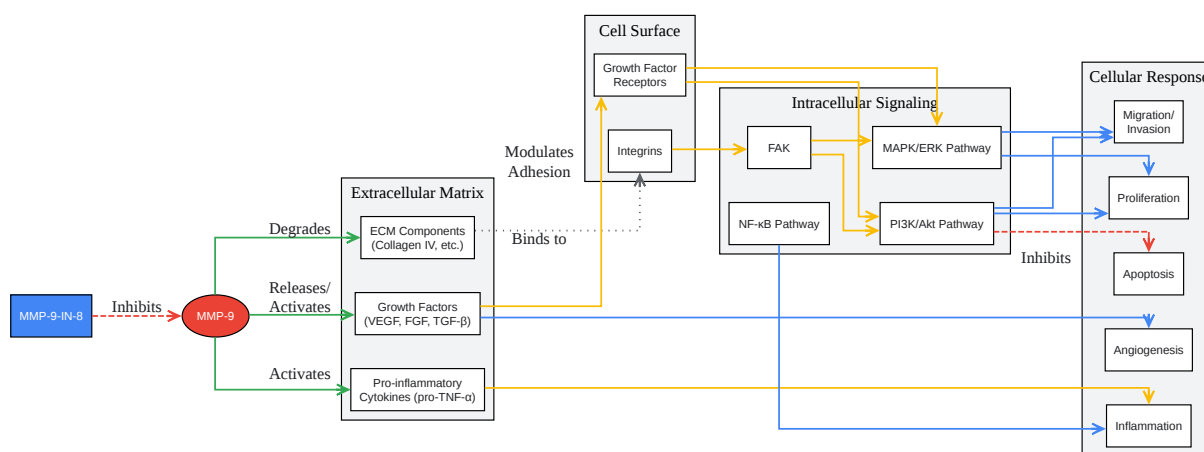 Cell Surface
Growth Factor
Receptors
Integrins
Modulates
Adhesion
Binds to
Intracellular Signaling
FAK
MAPK/ERK Pathway
NF-κB Pathway
PI3K/Akt Pathway
Inhibits
Cellular Response
Migration/
Invasion
Proliferation
Apoptosis
Angiogenesis
Inflammation
Extracellular Matrix
ECM Components
(Collagen IV, etc.)
Growth Factors
(VEGF, FGF, TGF-β)
Pro-inflammatory
Cytokines (pro-TNF-α)
Degrades
Releases/
Activates
Activates
MMP-9-IN-8
Inhibits
MMP-9